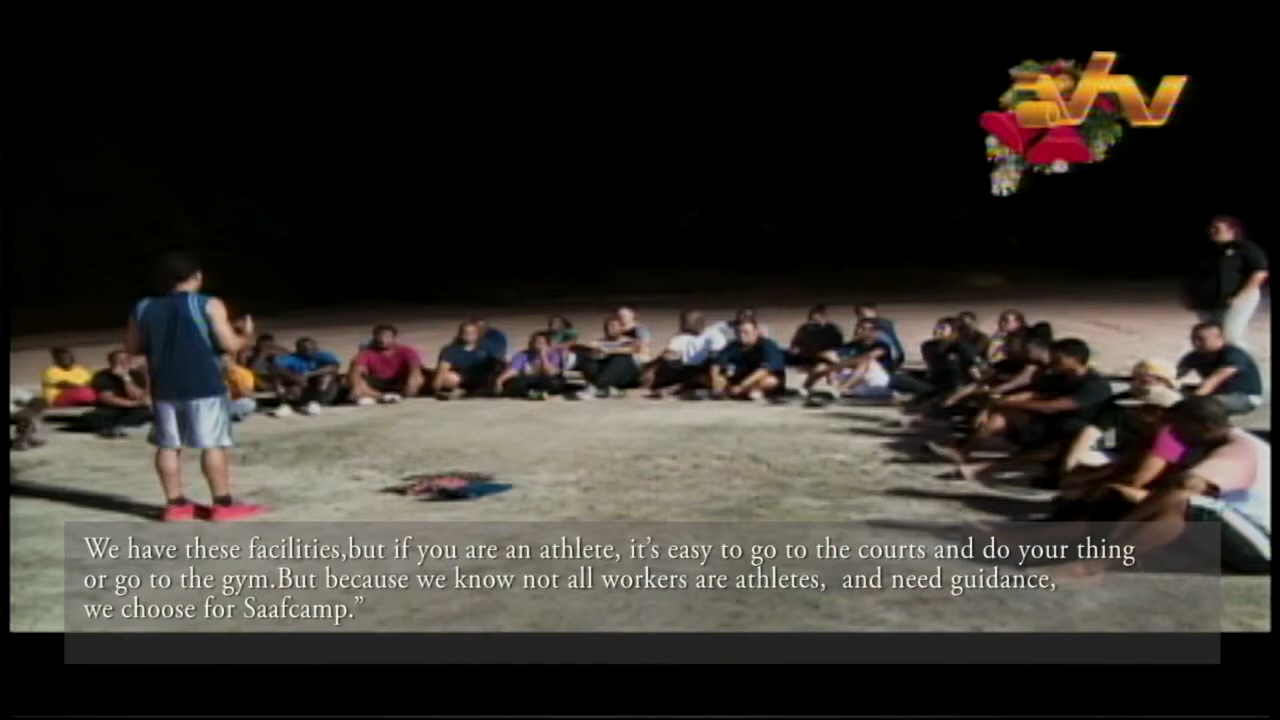 atv
We have these facilities,but if you are an athlete, it's easy to go to the courts and do your thing
or go to the gym.But because we know not all workers are athletes,  and need guidance,
we choose for Saafcamp.”